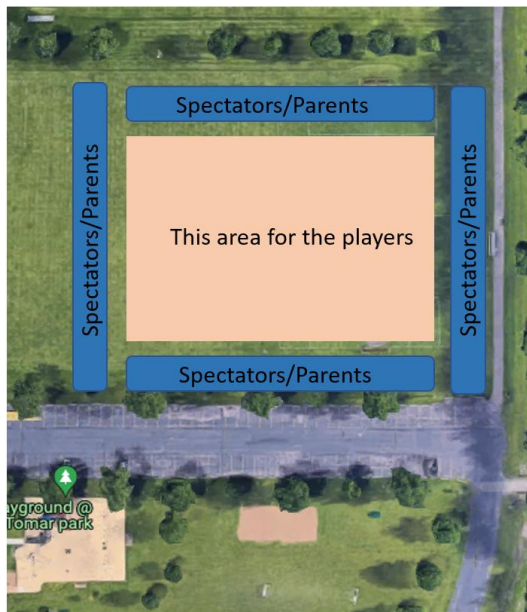 Spectators/Parents
Spectators/Parents
This area for the players
Spectators/Parents
Spectators/Parents
ayground @
Tomar park